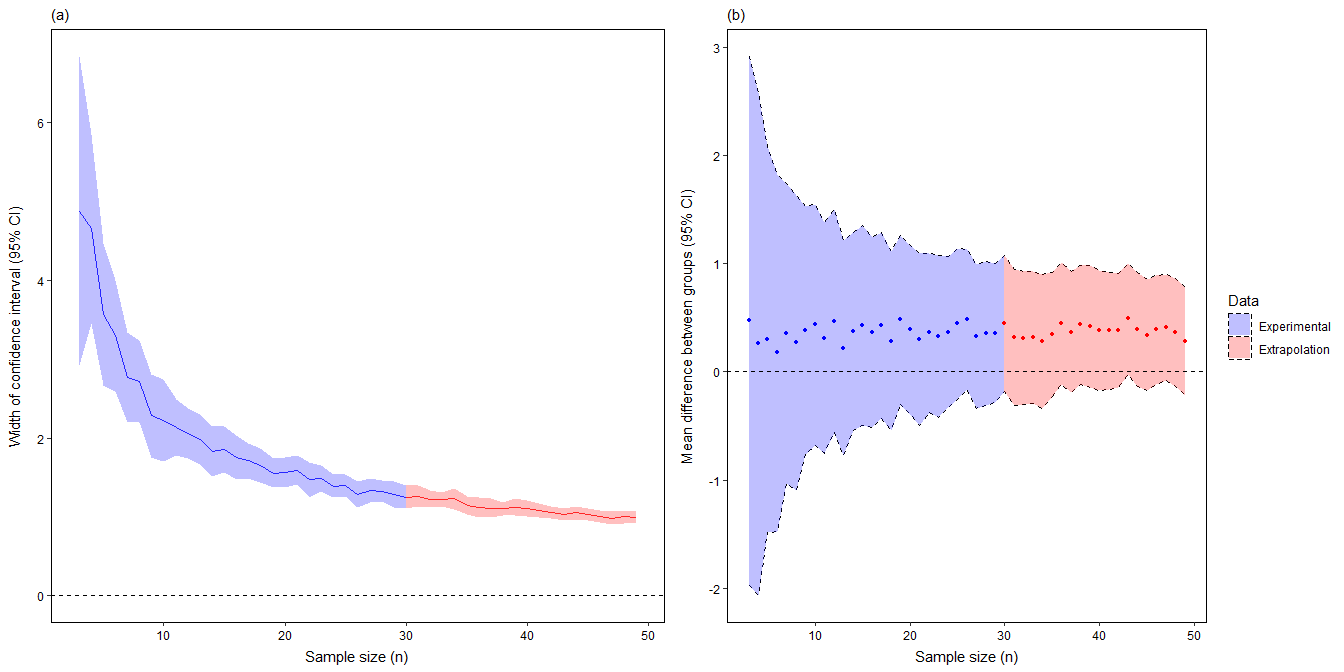 (a)
Width of confidence interval (95% CI)
6
4
2
0
10
20
30
40
50
Sample size (n)
(b)
Mean difference between groups (95% CI)
3
2
1
0
-1
-2
10
20
30
40
50
Sample size (n)
Data
Experimental
Extrapolation